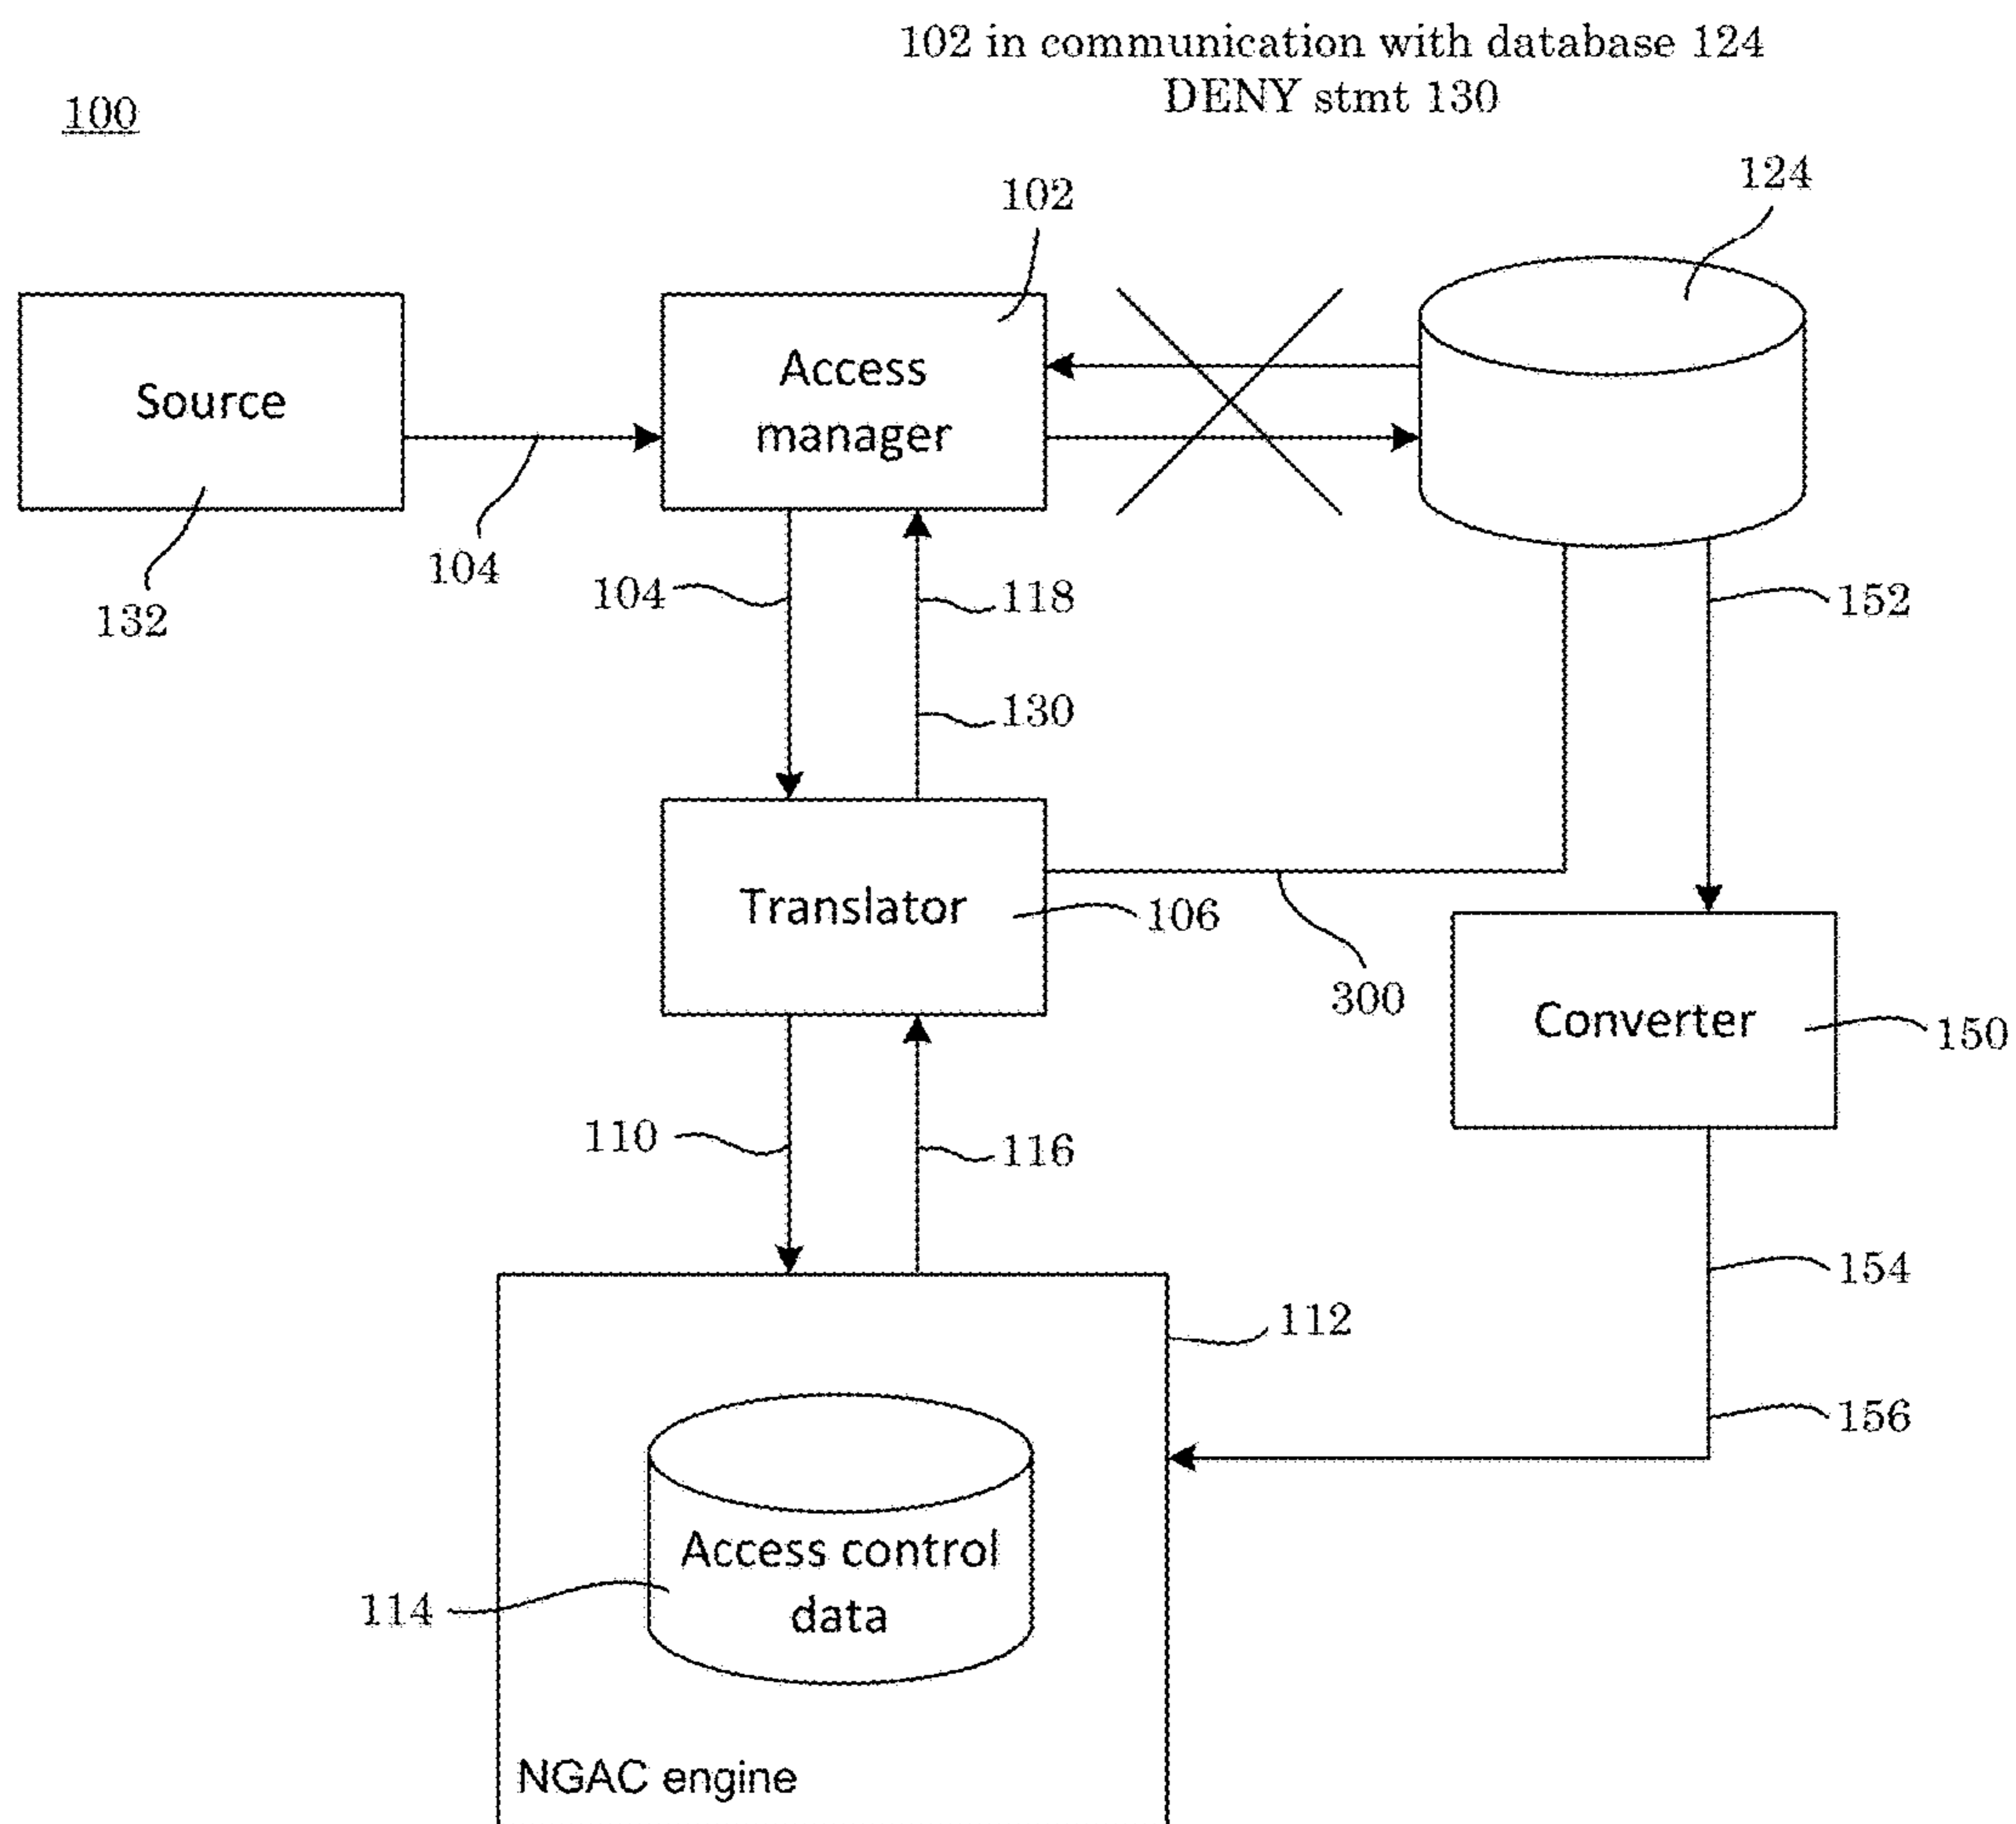 102 in communication with database 124
DENY stmt 130
100
124
102
Source
Access
manager
104
132
104
118
152
130
Translator
106
300
Converter
150
110
116
154
112
156
Access control
data
114
NGAC engine